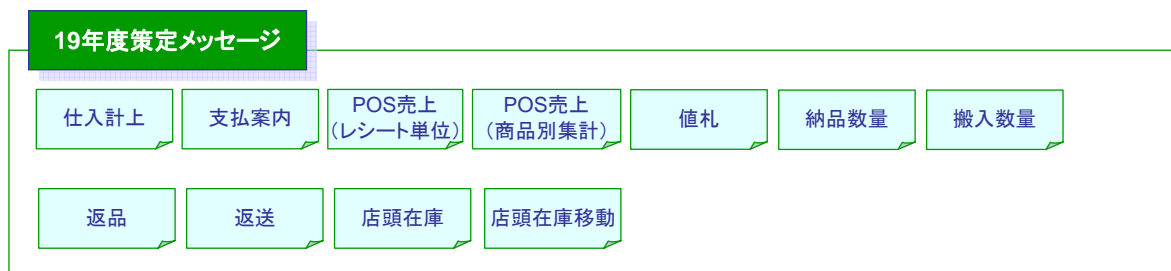 19年度策定メッセージ
仕入計上
支払案内
POS売上
(レシート単位)
POS売上
(商品別集計)
値札
納品数量
搬入数量
返品
返送
店頭在庫
店頭在庫移動